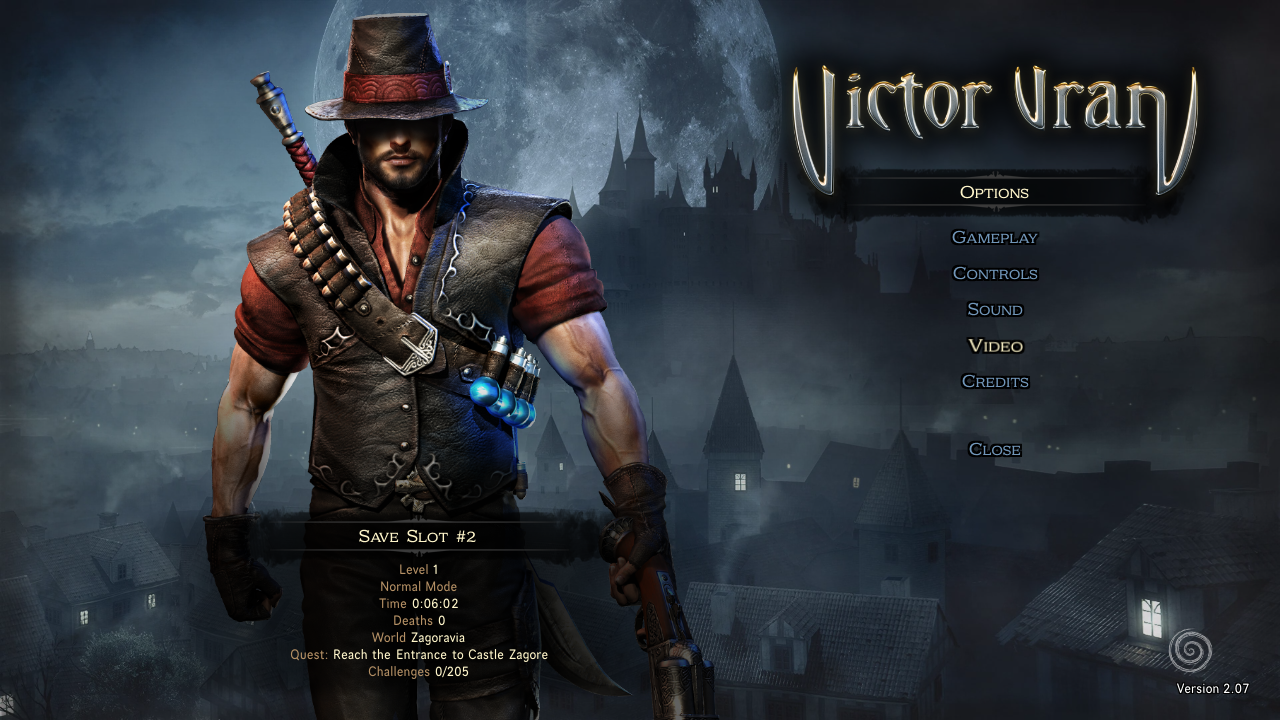 Victor Vran
Options
Gameplay
Controls
Sound
Video
Credits
Close
Save Slot #2
Level 1
Normal Mode
Time 0:06:02
Deaths 0
World Zagoravia
Quest: Reach the Entrance to Castle Zagore
Challenges 0/205
Version 2.07